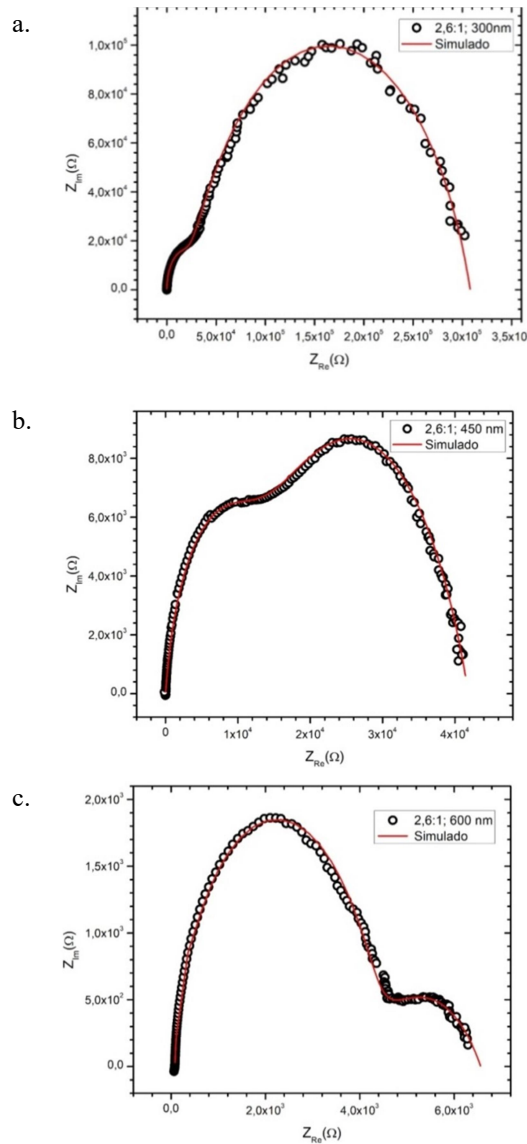 a.
2,6:1; 300nm
Simulado
1,0x10⁵
8,0x10⁴
6,0x10⁴
4,0x10⁴
2,0x10⁴
0,0
Z_Im(Ω)
0,0 5,0x10⁴ 1,0x10⁵ 1,5x10⁵ 2,0x10⁵ 2,5x10⁵ 3,0x10⁵
Z_Re(Ω)
b.
2,6:1; 450 nm
Simulado
8,0x10³
6,0x10³
4,0x10³
2,0x10³
0,0
Z_Im(Ω)
0 1x10⁴ 2x10⁴ 3x10⁴ 4x10⁴
Z_Re(Ω)
c.
2,6:1; 600 nm
Simulado
2,0x10³
1,5x10³
1,0x10³
5,0x10²
0,0
Z_Im(Ω)
0,0 2,0x10³ 4,0x10³ 6,0x10³
Z_Re(Ω)